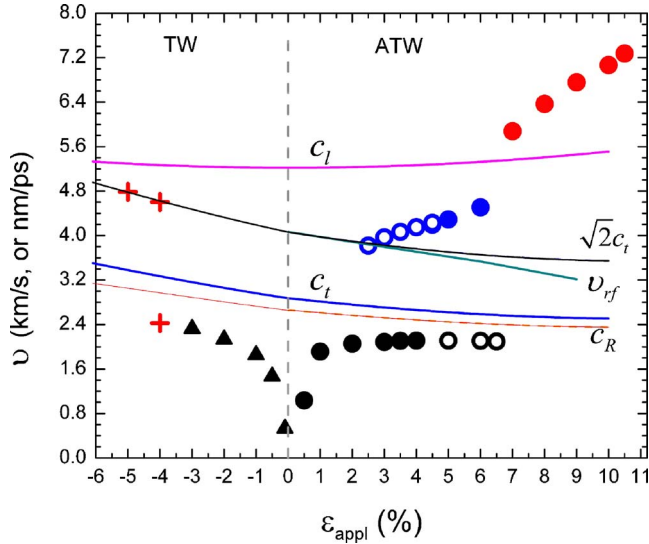 8.0
7.2
6.4
5.6
4.8
4.0
3.2
2.4
1.6
0.8
0.0
υ (km/s, or nm/ps)
TW
ATW
c_l
√2c_t
c_t
υ_rf
c_R
-6 -5 -4 -3 -2 -1 0 1 2 3 4 5 6 7 8 9 10 11
ε_appl (%)